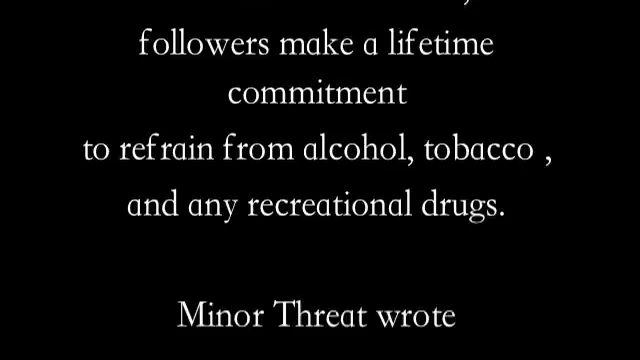 followers make a lifetime
commitment
to refrain from alcohol, tobacco ,
and any recreational drugs.
Minor Threat wrote